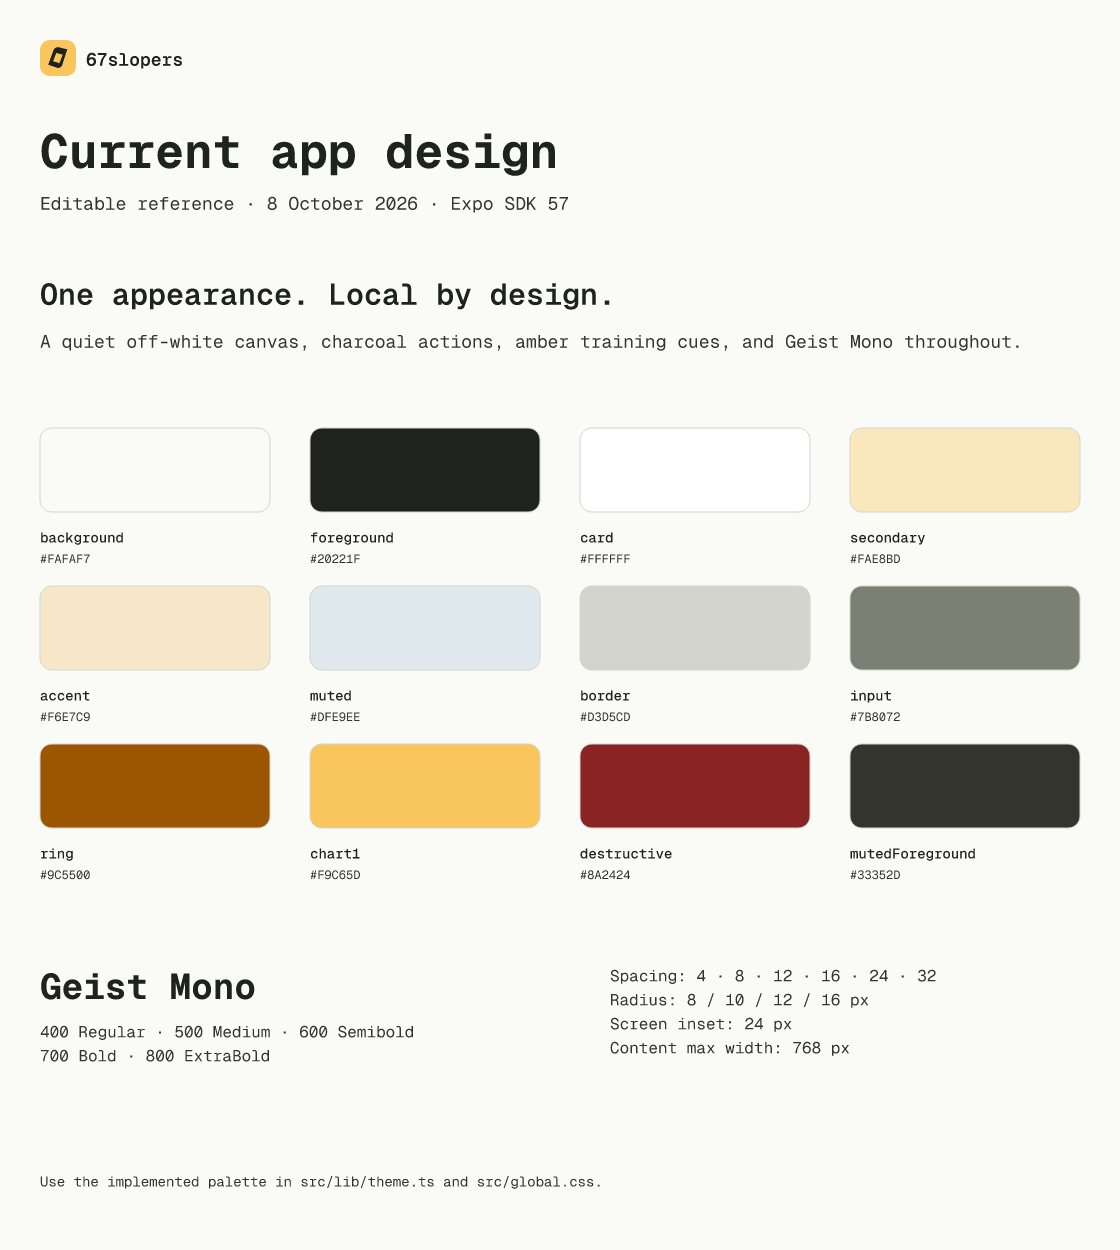 67slopers
Current app design
Editable reference · 8 October 2026 · Expo SDK 57
One appearance. Local by design.
A quiet off-white canvas, charcoal actions, amber training cues, and Geist Mono throughout.
background
#FAFAF7
foreground
#20221F
card
#FFFFFF
secondary
#FAE8BD
accent
#F6E7C9
muted
#DFE9EE
border
#D3D5CD
input
#7B8072
ring
#9C5500
chart1
#F9C65D
destructive
#8A2424
mutedForeground
#33352D
Geist Mono
400 Regular · 500 Medium · 600 Semibold
700 Bold · 800 ExtraBold
Spacing: 4 · 8 · 12 · 16 · 24 · 32
Radius: 8 / 10 / 12 / 16 px
Screen inset: 24 px
Content max width: 768 px
Use the implemented palette in src/lib/theme.ts and src/global.css.